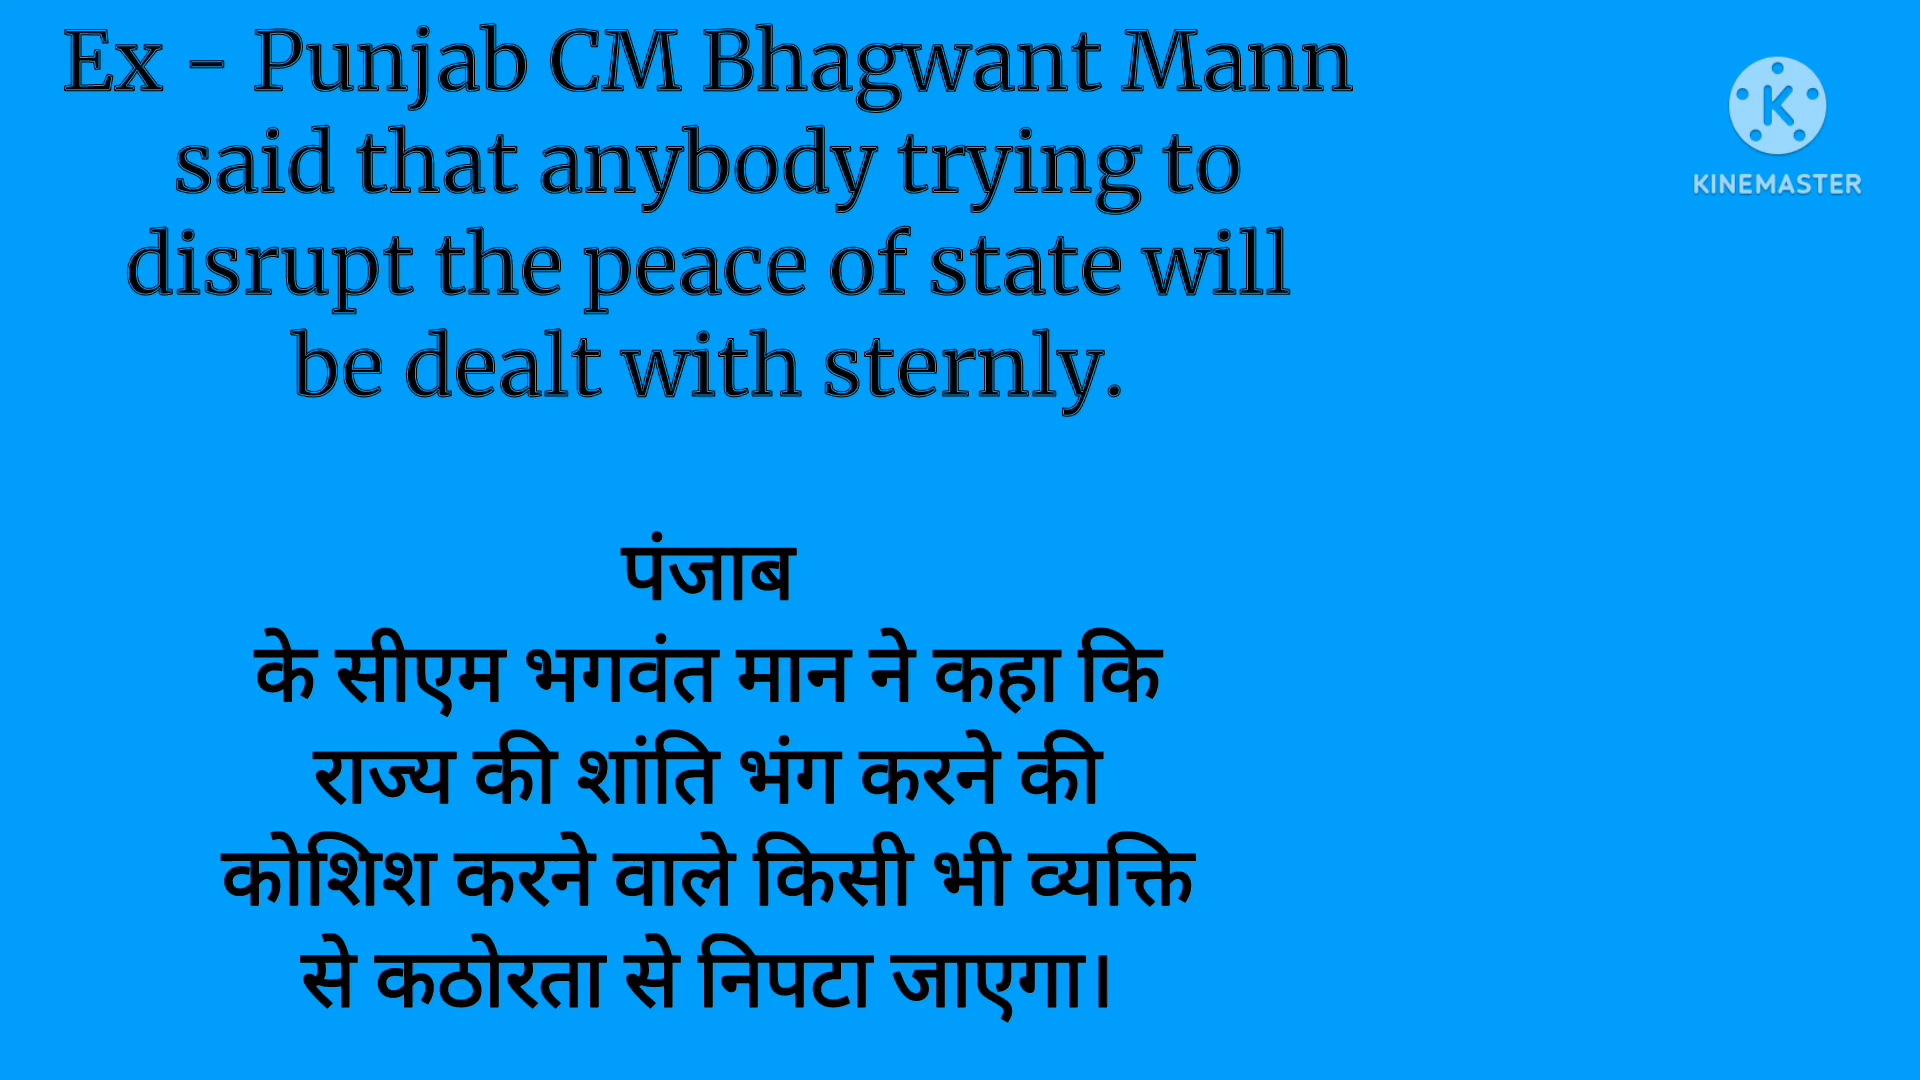 Ex - Punjab CM Bhagwant Mann
said that anybody trying to
disrupt the peace of state will
be dealt with sternly.
K
KINEMASTER
पंजाब
के सीएम भगवंत मान ने कहा कि
राज्य की शांति भंग करने की
कोशिश करने वाले किसी भी व्यक्ति
से कठोरता से निपटा जाएगा।